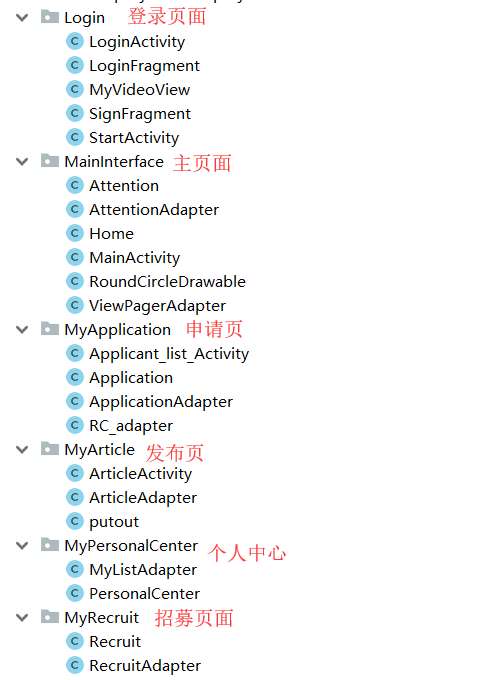 Login 登录页面
C LoginActivity
C LoginFragment
C MyVideoView
C SignFragment
C StartActivity
MainInterface 主页面
C Attention
C AttentionAdapter
C Home
C MainActivity
C RoundCircleDrawable
C ViewPagerAdapter
MyApplication 申请页
C Applicant_list_Activity
C Application
C ApplicationAdapter
C RC_adapter
MyArticle 发布页
C ArticleActivity
C ArticleAdapter
C putout
MyPersonalCenter 个人中心
C MyListAdapter
C PersonalCenter
MyRecruit 招募页面
C Recruit
C RecruitAdapter